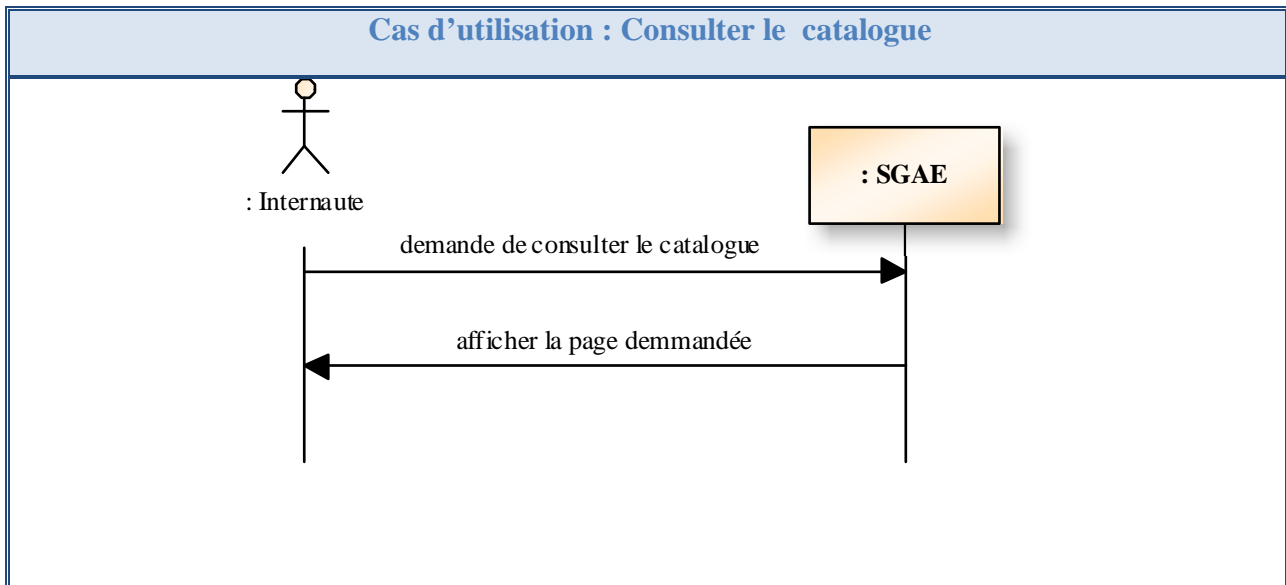 Cas d’utilisation : Consulter le catalogue
: Internaute
: SGAE
demande de consulter le catalogue
afficher la page demmandée